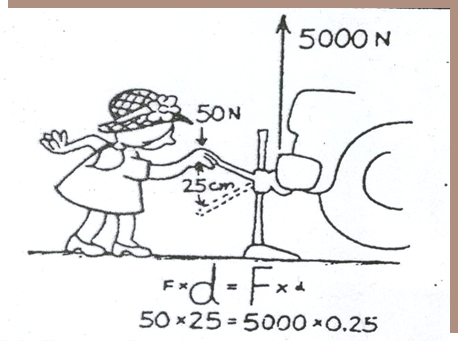 5000 N
50N
25cm
F × d = F × d
50 × 25 = 5000 × 0.25